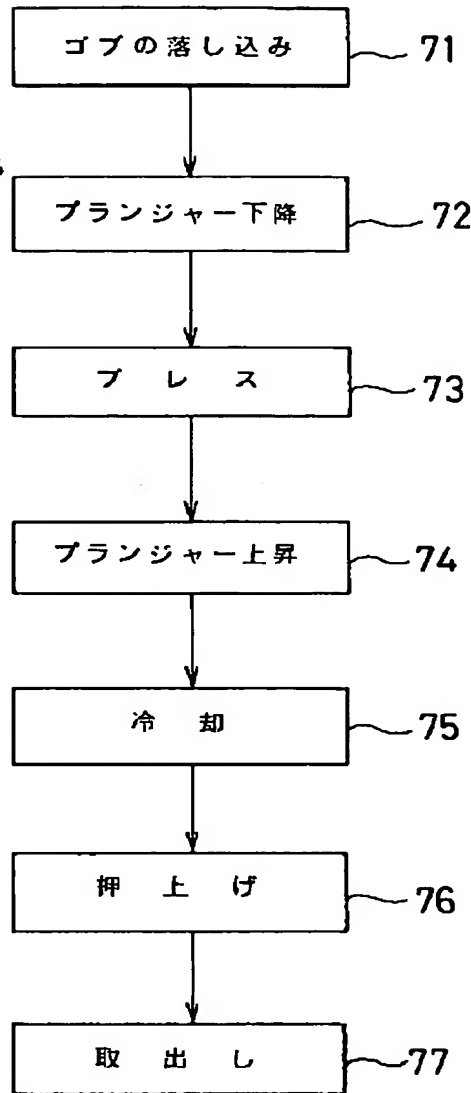 ゴブの落し込み 71
プランジャー下降 72
プレス 73
プランジャー上昇 74
冷却 75
押上げ 76
取出し 77